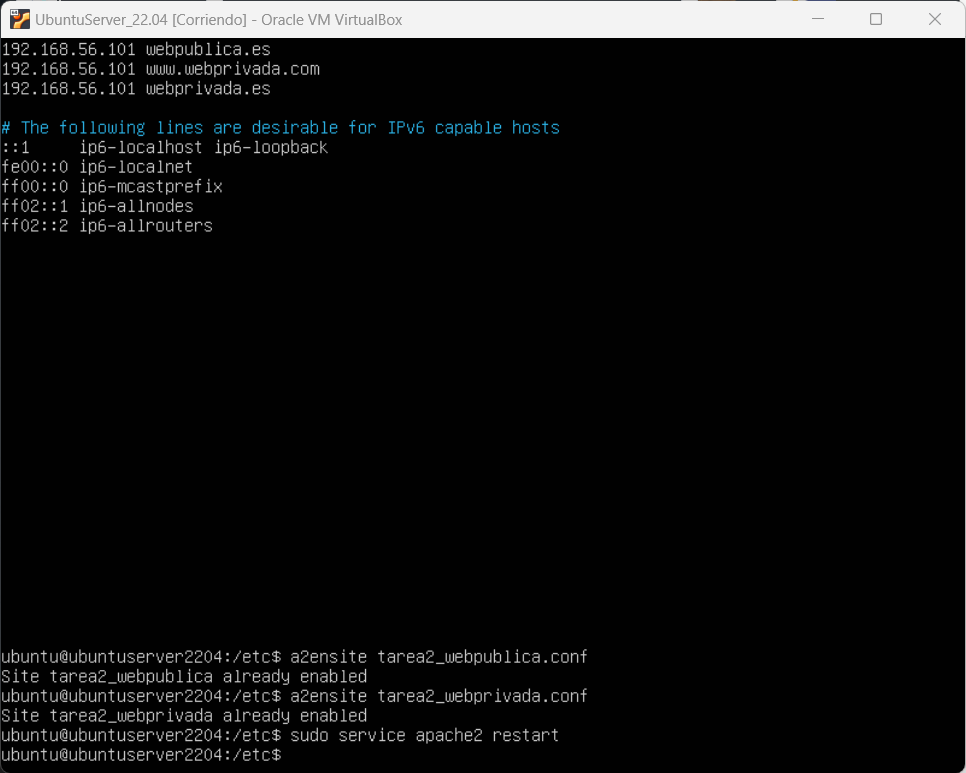 UbuntuServer_22.04 [Corriendo] - Oracle VM VirtualBox
192.168.56.101 webpublica.es
192.168.56.101 www.webprivada.com
192.168.56.101 webprivada.es
# The following lines are desirable for IPv6 capable hosts
::1     ip6-localhost ip6-loopback
fe00::0 ip6-localnet
ff00::0 ip6-mcastprefix
ff02::1 ip6-allnodes
ff02::2 ip6-allrouters
ubuntu@ubuntuserver2204:/etc$ a2ensite tarea2_webpublica.conf
Site tarea2_webpublica already enabled
ubuntu@ubuntuserver2204:/etc$ a2ensite tarea2_webprivada.conf
Site tarea2_webprivada already enabled
ubuntu@ubuntuserver2204:/etc$ sudo service apache2 restart
ubuntu@ubuntuserver2204:/etc$